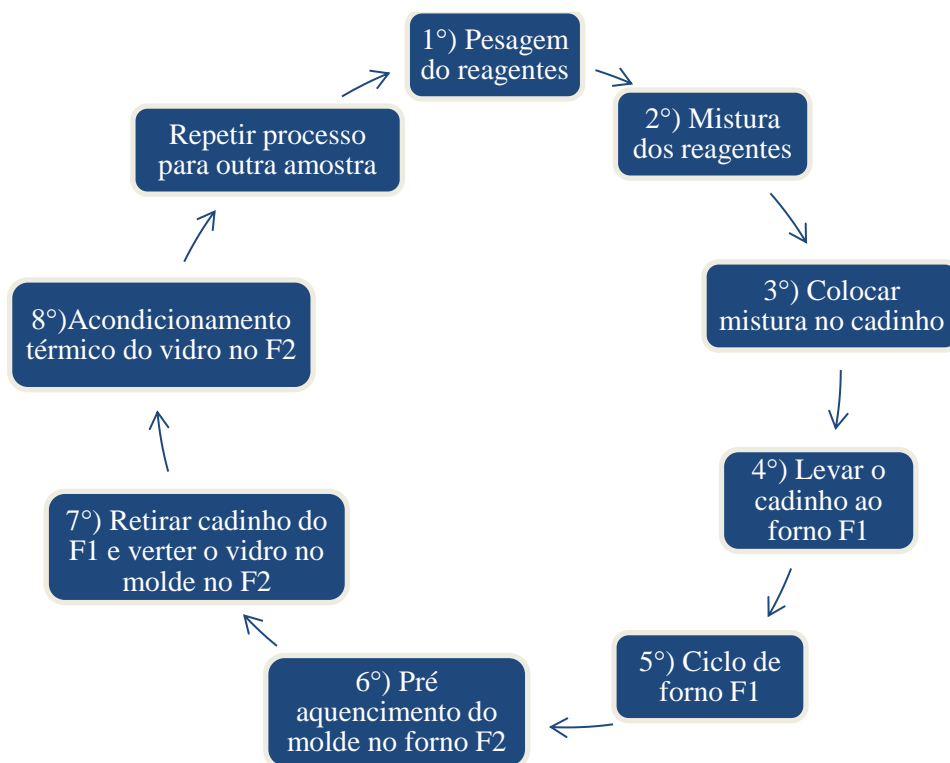 1°) Pesagem
do reagentes
2°) Mistura
dos reagentes
3°) Colocar
mistura no cadinho
4°) Levar o
cadinho ao
forno F1
5°) Ciclo de
forno F1
6°) Pré
aquencimento do
molde no forno F2
7°) Retirar cadinho do
F1 e verter o vidro no
molde no F2
8°)Acondicionamento
térmico do vidro no F2
Repetir processo
para outra amostra